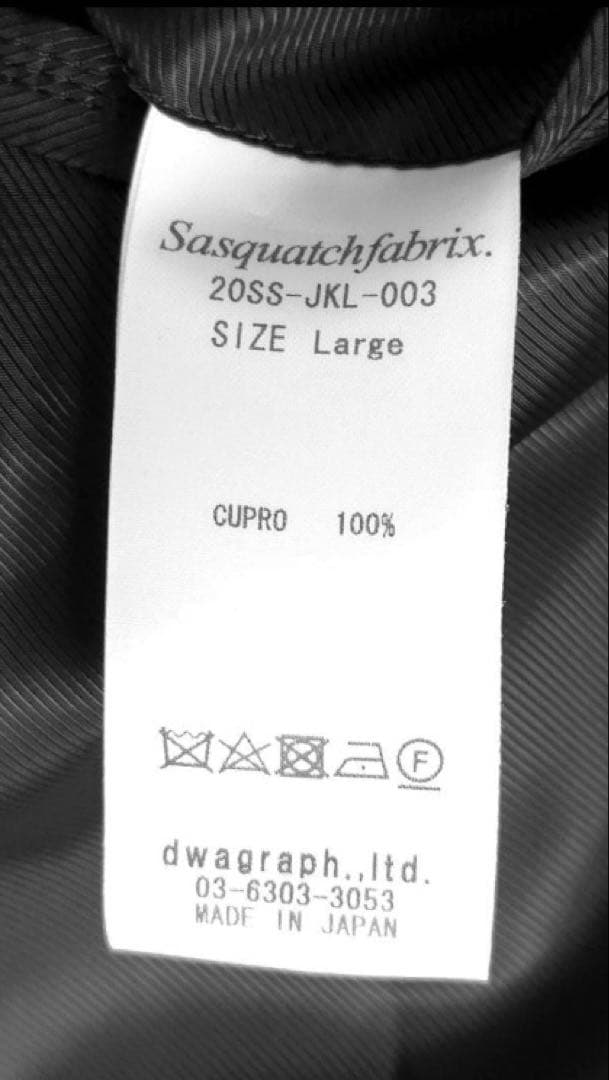 Sasquatchfabrix.
20SS-JKL-003
SIZE Large
CUPRO 100%
F
dwagraph.,ltd.
03-6303-3053
MADE IN JAPAN